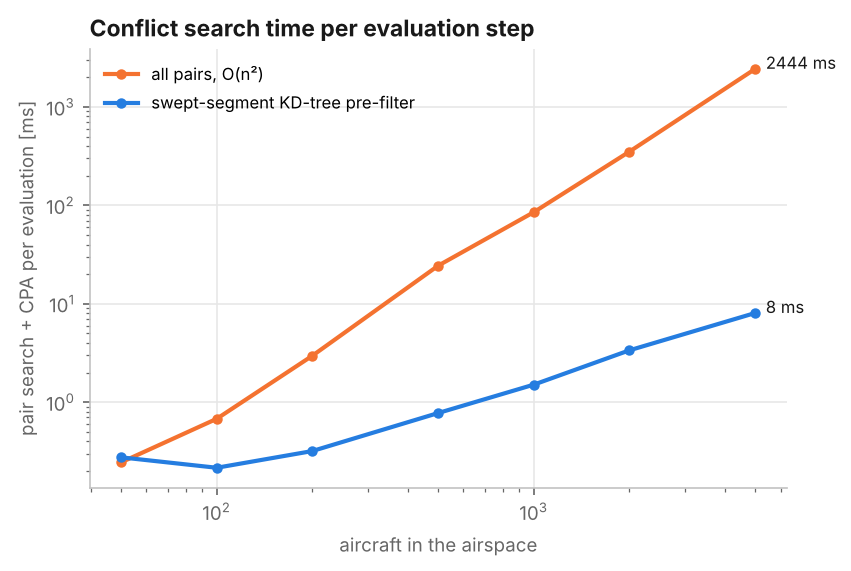 Conflict search time per evaluation step
2444 ms
all pairs, O(n²)
swept-segment KD-tree pre-filter
8 ms
pair search + CPA per evaluation [ms]
10³
10²
10¹
10⁰
10² 10³
aircraft in the airspace